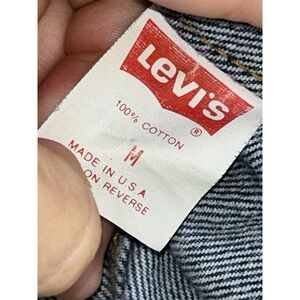 Levi's
®
100% COTTON
M
MADE IN U.S.A
ON REVERSE